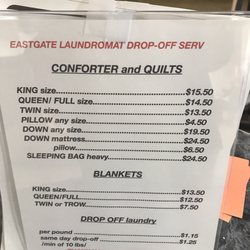 EASTGATE LAUNDROMAT DROP-OFF SERV
CONFORTER and QUILTS
KING size...................................$15.50
QUEEN/ FULL size.....................$14.50
TWIN size..................................$13.50
PILLOW any size........................$4.50
DOWN any size..........................$19.50
DOWN mattress.........................$24.50
pillow..............................$6.50
SLEEPING BAG heavy................$24.50
BLANKETS
KING size..................................$13.50
QUEEN/FULL............................$12.50
TWIN or TROW.........................$7.50
DROP OFF laundry
per pound................................$1.15
same day drop-off....................$1.25
/min of 10 lbs/